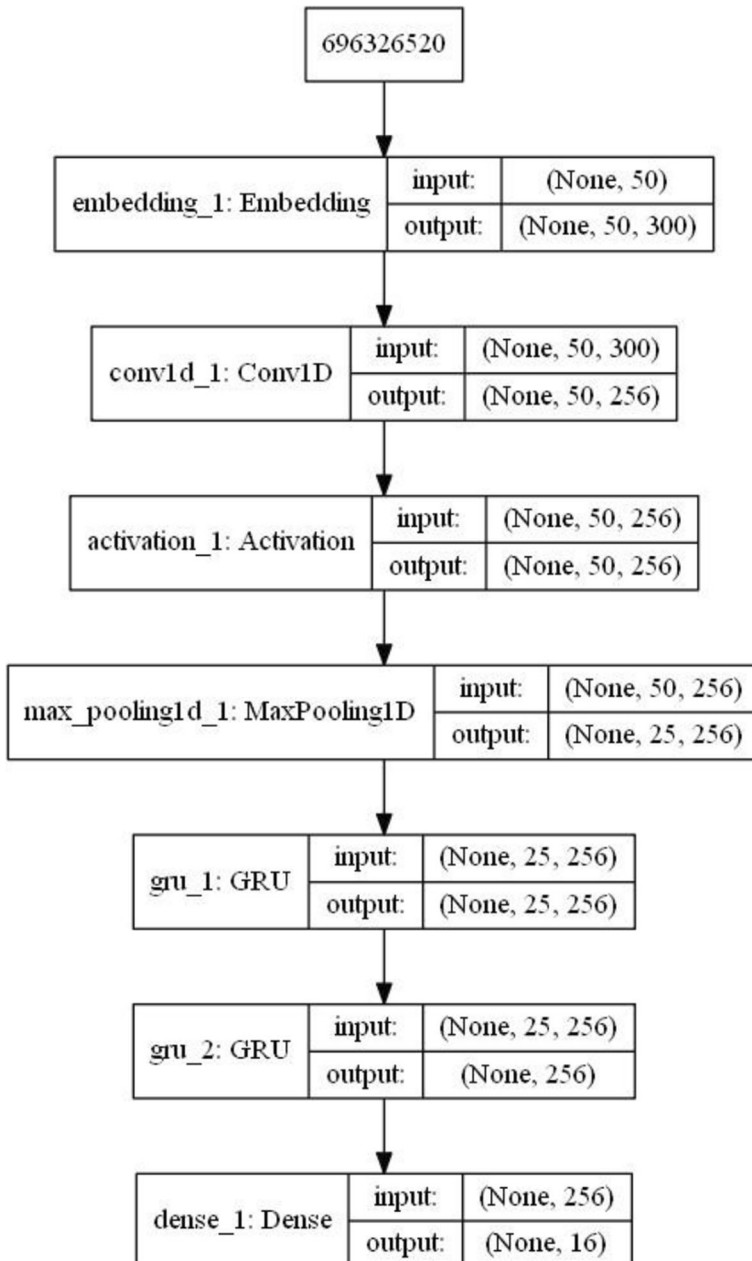 696326520
embedding_1: Embedding
input: (None, 50)
output: (None, 50, 300)
conv1d_1: Conv1D
input: (None, 50, 300)
output: (None, 50, 256)
activation_1: Activation
input: (None, 50, 256)
output: (None, 50, 256)
max_pooling1d_1: MaxPooling1D
input: (None, 50, 256)
output: (None, 25, 256)
gru_1: GRU
input: (None, 25, 256)
output: (None, 25, 256)
gru_2: GRU
input: (None, 25, 256)
output: (None, 256)
dense_1: Dense
input: (None, 256)
output: (None, 16)